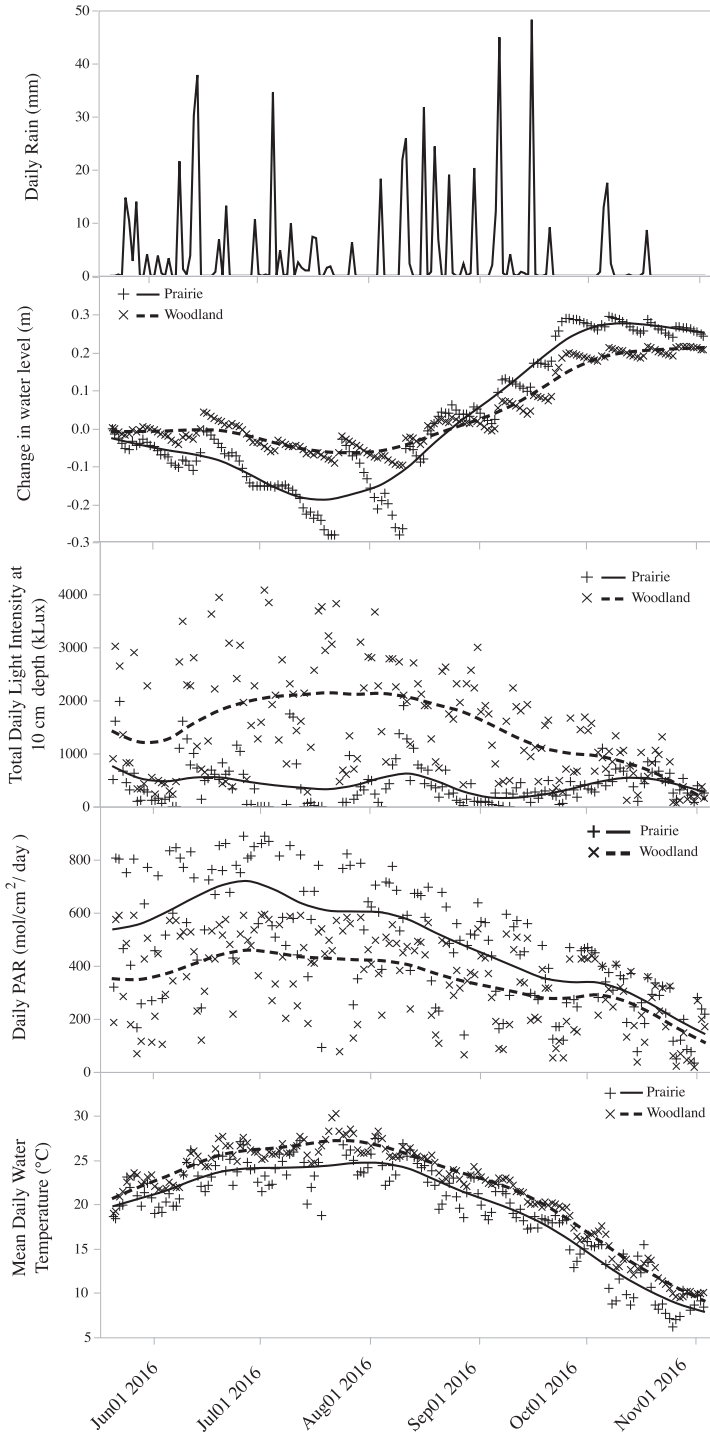 Daily Rain (mm)
50
40
30
20
10
0
Change in water level (m)
0.3
0.2
0.1
0.0
-0.1
-0.2
-0.3
Prairie
Woodland
Total Daily Light Intensity at
10 cm depth (kLux)
4000
3000
2000
1000
0
Prairie
Woodland
Daily PAR (mol/cm²/ day )
800
600
400
200
0
Prairie
Woodland
Mean Daily Water
Temperature (°C)
30
25
20
15
10
5
Prairie
Woodland
Jun01 2016
Jul01 2016
Aug01 2016
Sep01 2016
Oct01 2016
Nov01 2016